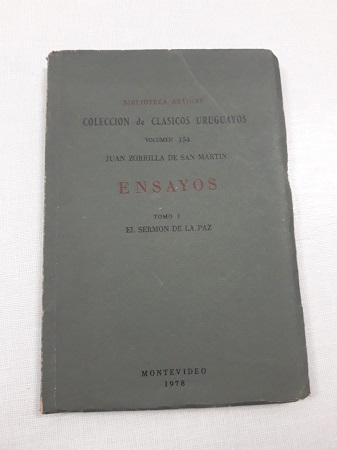 BIBLIOTECA ARTIGAS
COLECCION de CLASICOS URUGUAYOS
VOLUMEN 154
JUAN ZORRILLA DE SAN MARTIN
ENSAYOS
TOMO I
EL SERMON DE LA PAZ
MONTEVIDEO
1978